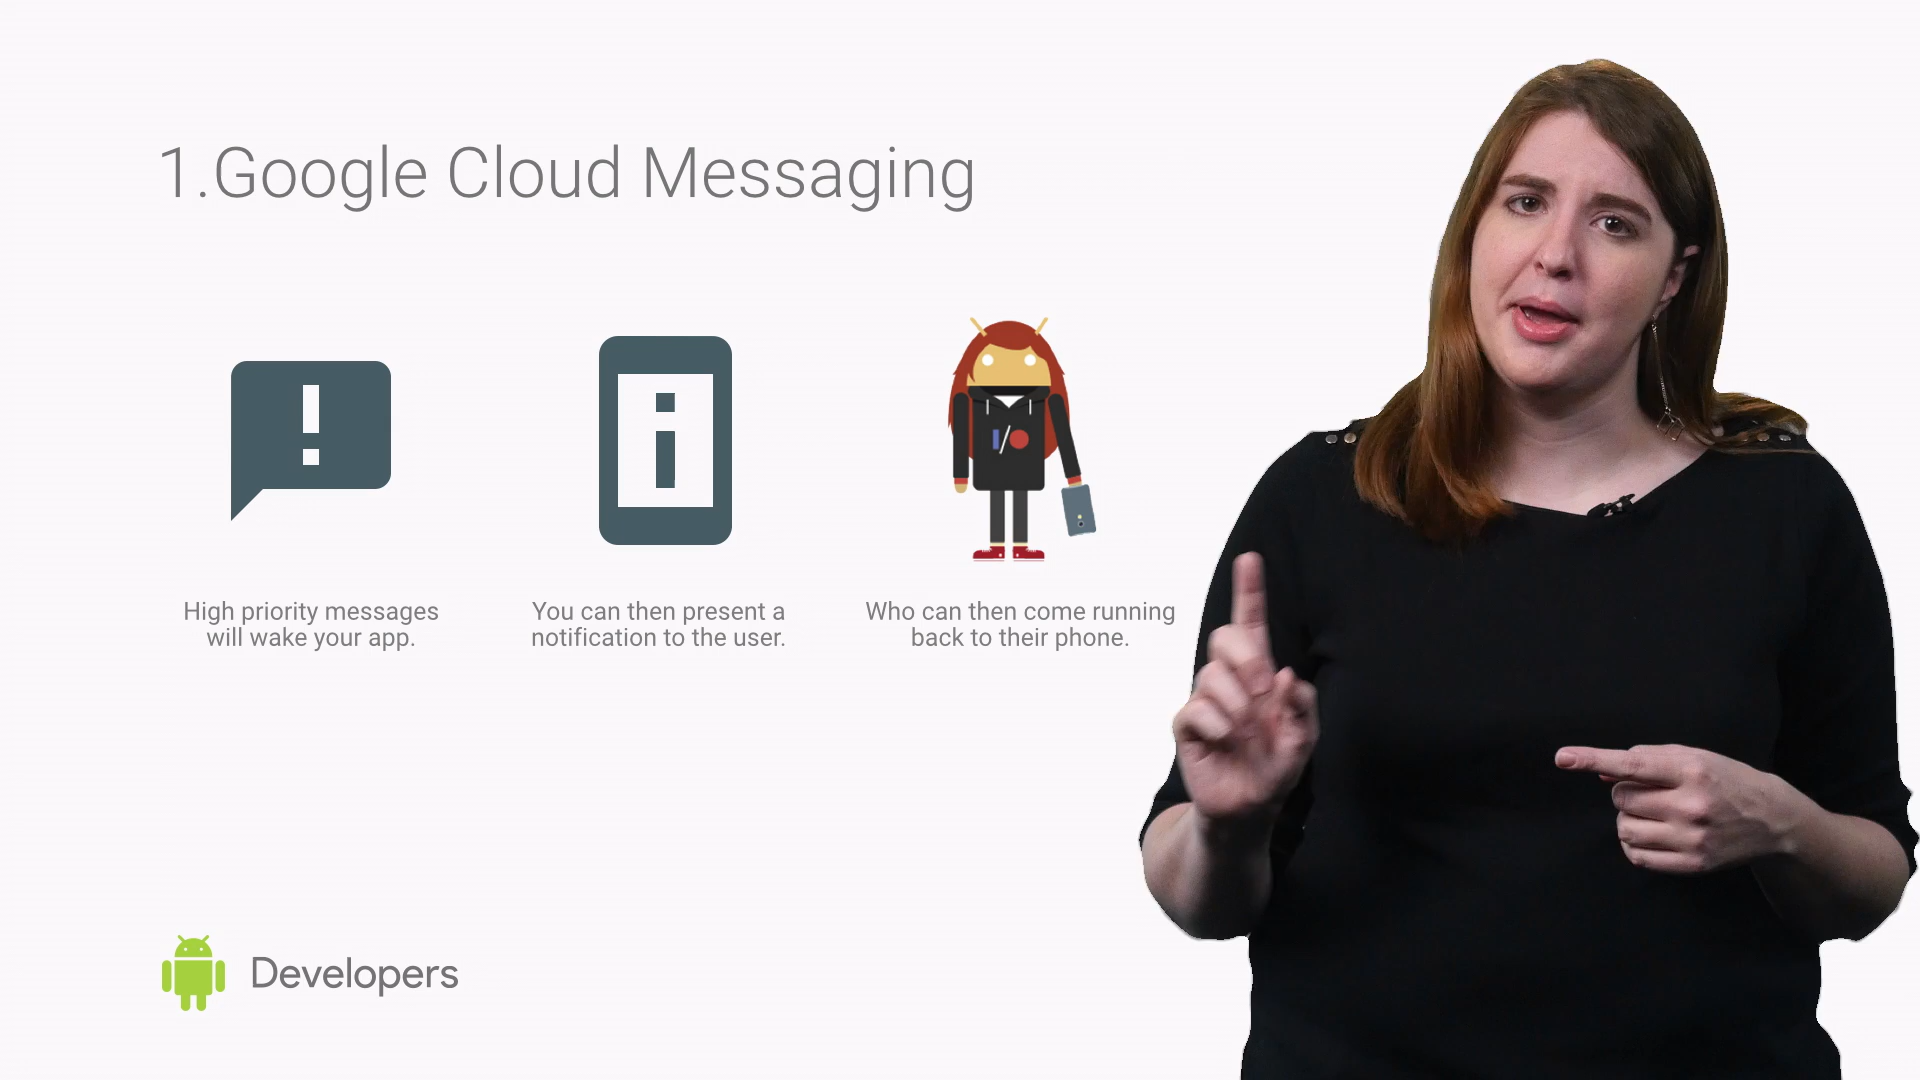 1.Google Cloud Messaging
High priority messages
will wake your app.
You can then present a
notification to the user.
Who can then come running
back to their phone.
Developers